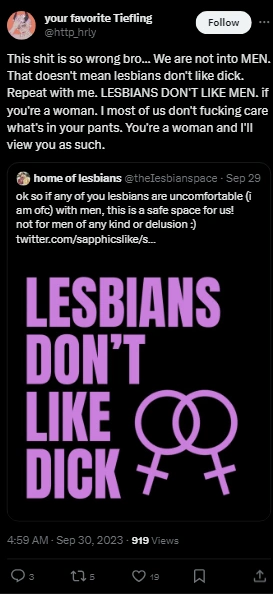 your favorite Tiefling
@http_hrly
Follow
This shit is so wrong bro... We are not into MEN.
That doesn't mean lesbians don't like dick.
Repeat with me. LESBIANS DON'T LIKE MEN. if
you're a woman. I most of us don't fucking care
what's in your pants. You're a woman and I'll
view you as such.
home of lesbians @theIesbianspace · Sep 29
ok so if any of you lesbians are uncomfortable (i
am ofc) with men, this is a safe space for us!
not for men of any kind or delusion :)
twitter.com/sapphicslike/s...
LESBIANS
DON'T
LIKE
DICK
4:59 AM · Sep 30, 2023 · 919 Views
3 5 19